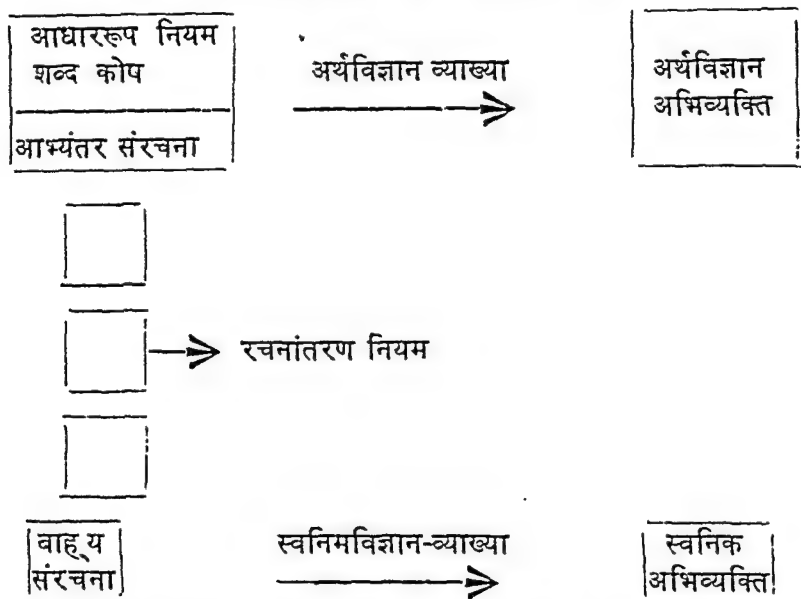 आधाररूप नियम
शव्द कोष
आभ्यंतर संरचना
अर्थविज्ञान व्याख्या
अर्थविज्ञान
अभिव्यक्ति
रचनांतरण नियम
वाह्य
संरचना
स्वनिमविज्ञान-व्याख्या
स्वनिक
अभिव्यक्ति